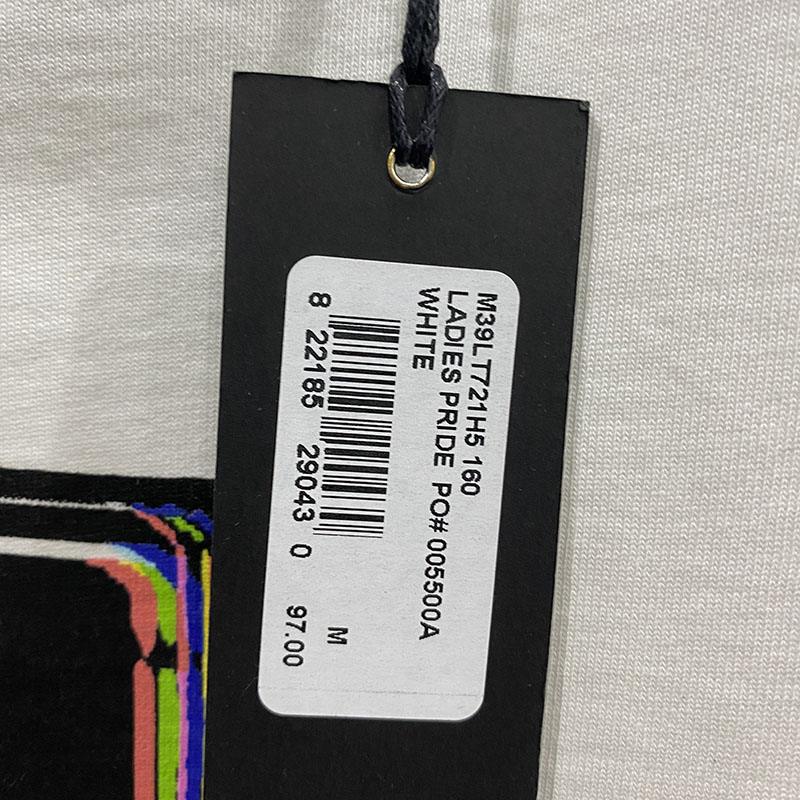 M39LT721H5 160
LADIES PRIDE PO# 005500A
WHITE
8 22185 29043 0
M
97.00